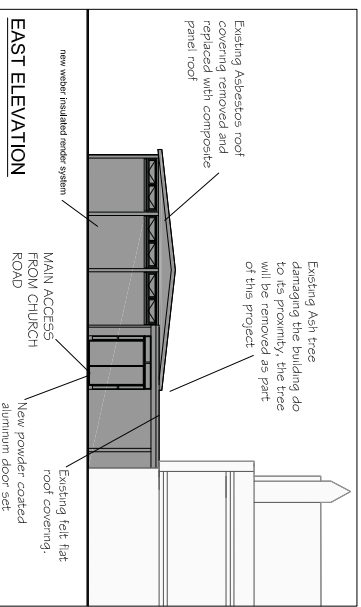 Existing Asbestos roof
covering removed and
replaced with composite
panel roof
Existing Ash tree
damaging the building do
to its proximity, the tree
will be removed as part
of this project
new weber insulated render system
MAIN ACCESS
FROM CHURCH
ROAD
New powder coated
aluminum door set
Existing felt flat
roof covering.
EAST ELEVATION